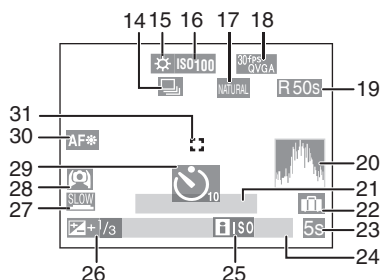 14 15 16 17 18
ISO100 30fps QVGA
NATURAL R50s 19
31
30 AF
29 20
28 10 21
27 SLOW 22
+1/3 ISO 5s 23
26 25 24